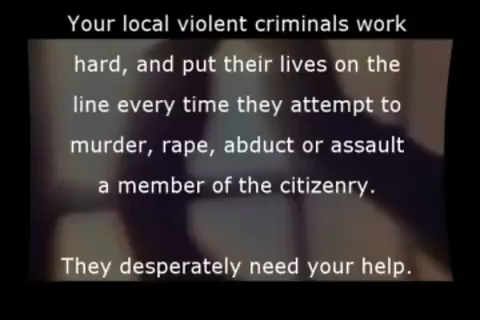 Your local violent criminals work
hard, and put their lives on the
line every time they attempt to
murder, rape, abduct or assault
a member of the citizenry.
They desperately need your help.